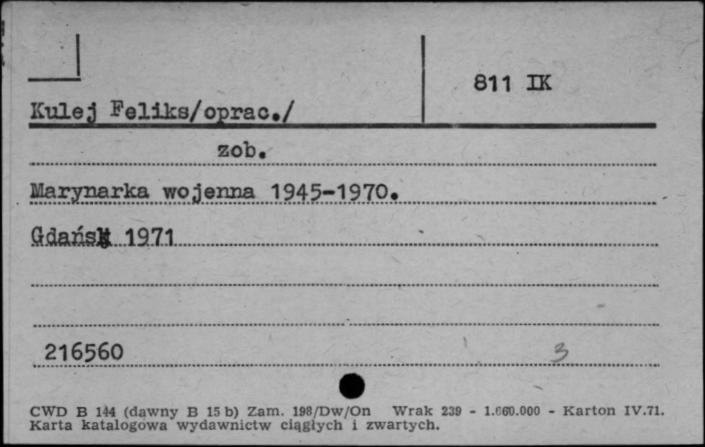 811 IK
Kulej Feliks/oprac./
zob.
Marynarka wojenna 1945-1970.
Gdańsk 1971
216560 3
CWD B 144 (dawny B 15 b) Zam. 198/Dw/On Wrak 239 - 1.660.000 - Karton IV.71.
Karta katalogowa wydawnictw ciągłych i zwartych.